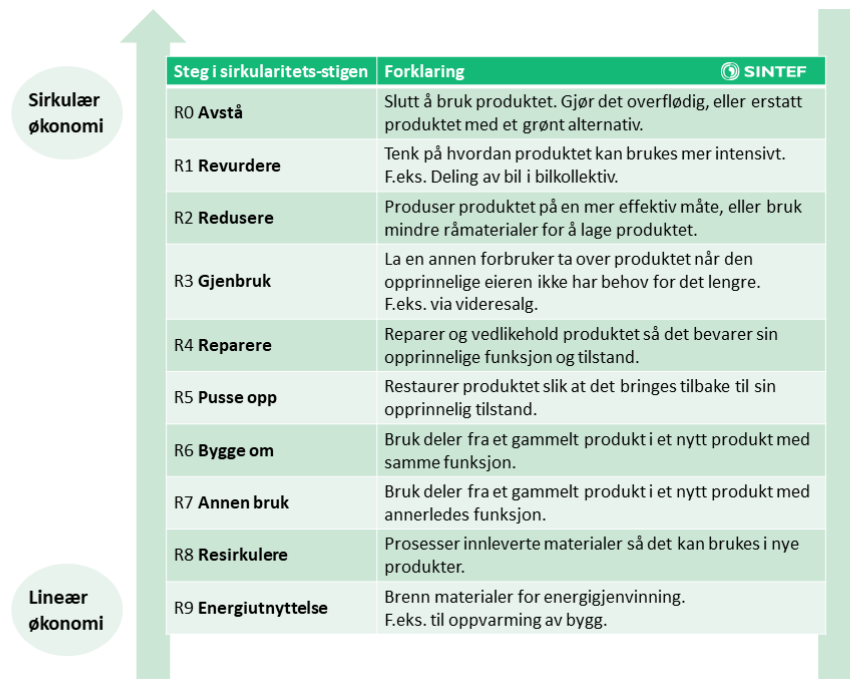 Sirkulær
økonomi
Steg i sirkularitets-stigen Forklaring SINTEF
R0 Avstå
Slutt å bruk produktet. Gjør det overflødig, eller erstatt
produktet med et grønt alternativ.
R1 Revurdere
Tenk på hvordan produktet kan brukes mer intensivt.
F.eks. Deling av bil i bilkollektiv.
R2 Redusere
Produser produktet på en mer effektiv måte, eller bruk
mindre råmaterialer for å lage produktet.
R3 Gjenbruk
La en annen forbruker ta over produktet når den
opprinnelige eieren ikke har behov for det lengre.
F.eks. via videresalg.
R4 Reparere
Reparer og vedlikehold produktet så det bevarer sin
opprinnelige funksjon og tilstand.
R5 Pusse opp
Restaurer produktet slik at det bringes tilbake til sin
opprinnelig tilstand.
R6 Bygge om
Bruk deler fra et gammelt produkt i et nytt produkt med
samme funksjon.
R7 Annen bruk
Bruk deler fra et gammelt produkt i et nytt produkt med
annerledes funksjon.
R8 Resirkulere
Prosesser innleverte materialer så det kan brukes i nye
produkter.
R9 Energiutnyttelse
Brenn materialer for energigjenvinning.
F.eks. til oppvarming av bygg.
Lineær
økonomi